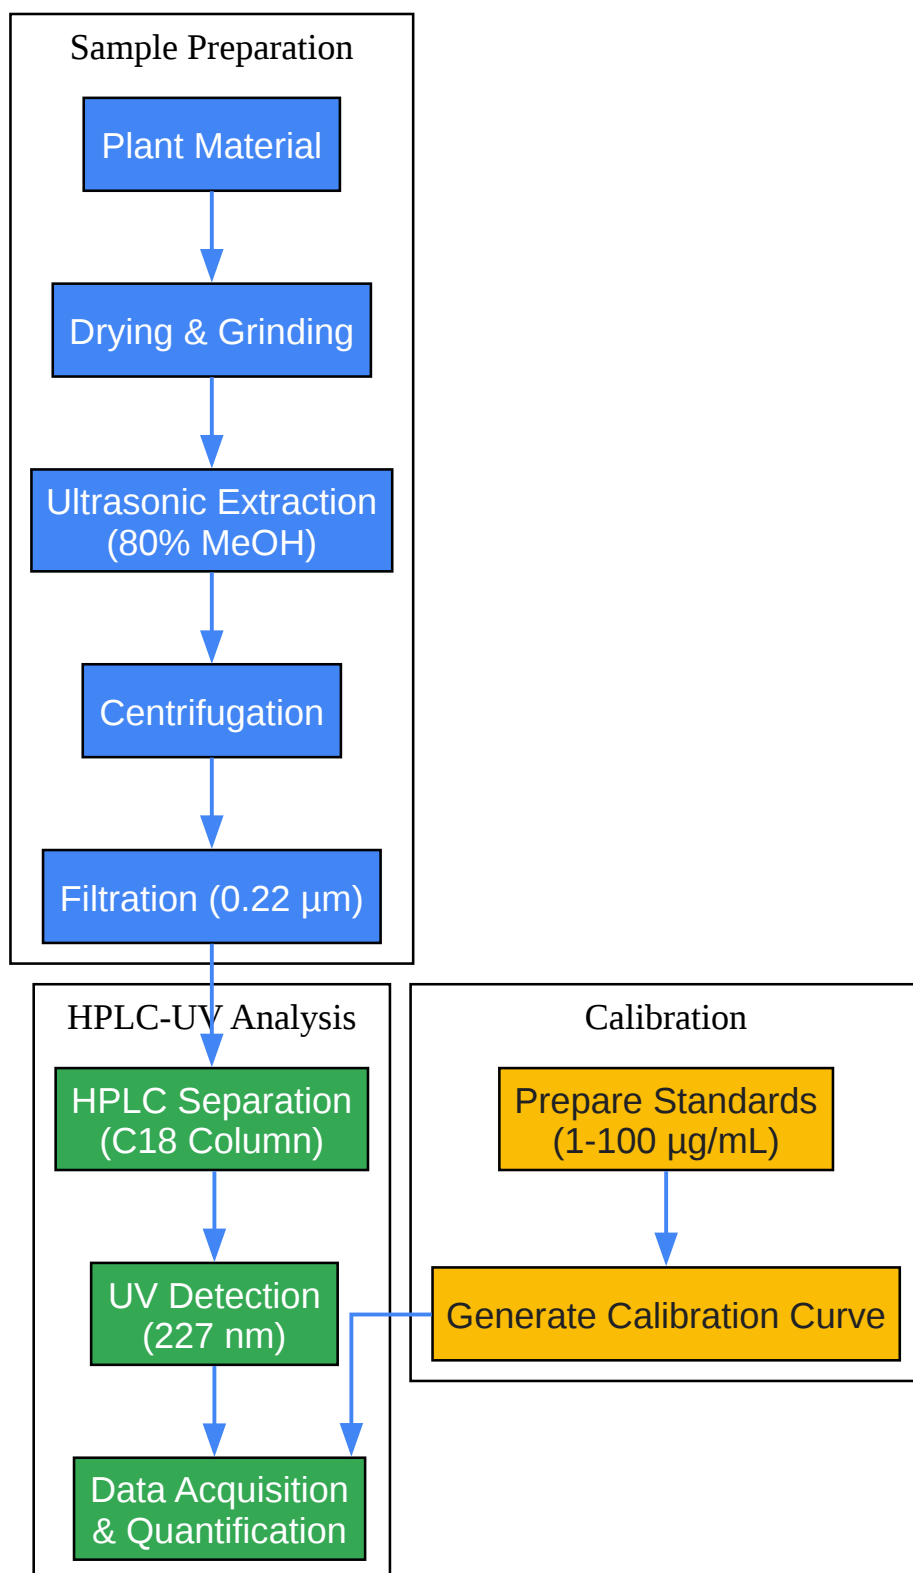 Sample Preparation
Plant Material
Drying & Grinding
Ultrasonic Extraction
(80% MeOH)
Centrifugation
Filtration (0.22 µm)
HPLC-UV Analysis
HPLC Separation
(C18 Column)
UV Detection
(227 nm)
Data Acquisition
& Quantification
Calibration
Prepare Standards
(1-100 µg/mL)
Generate Calibration Curve